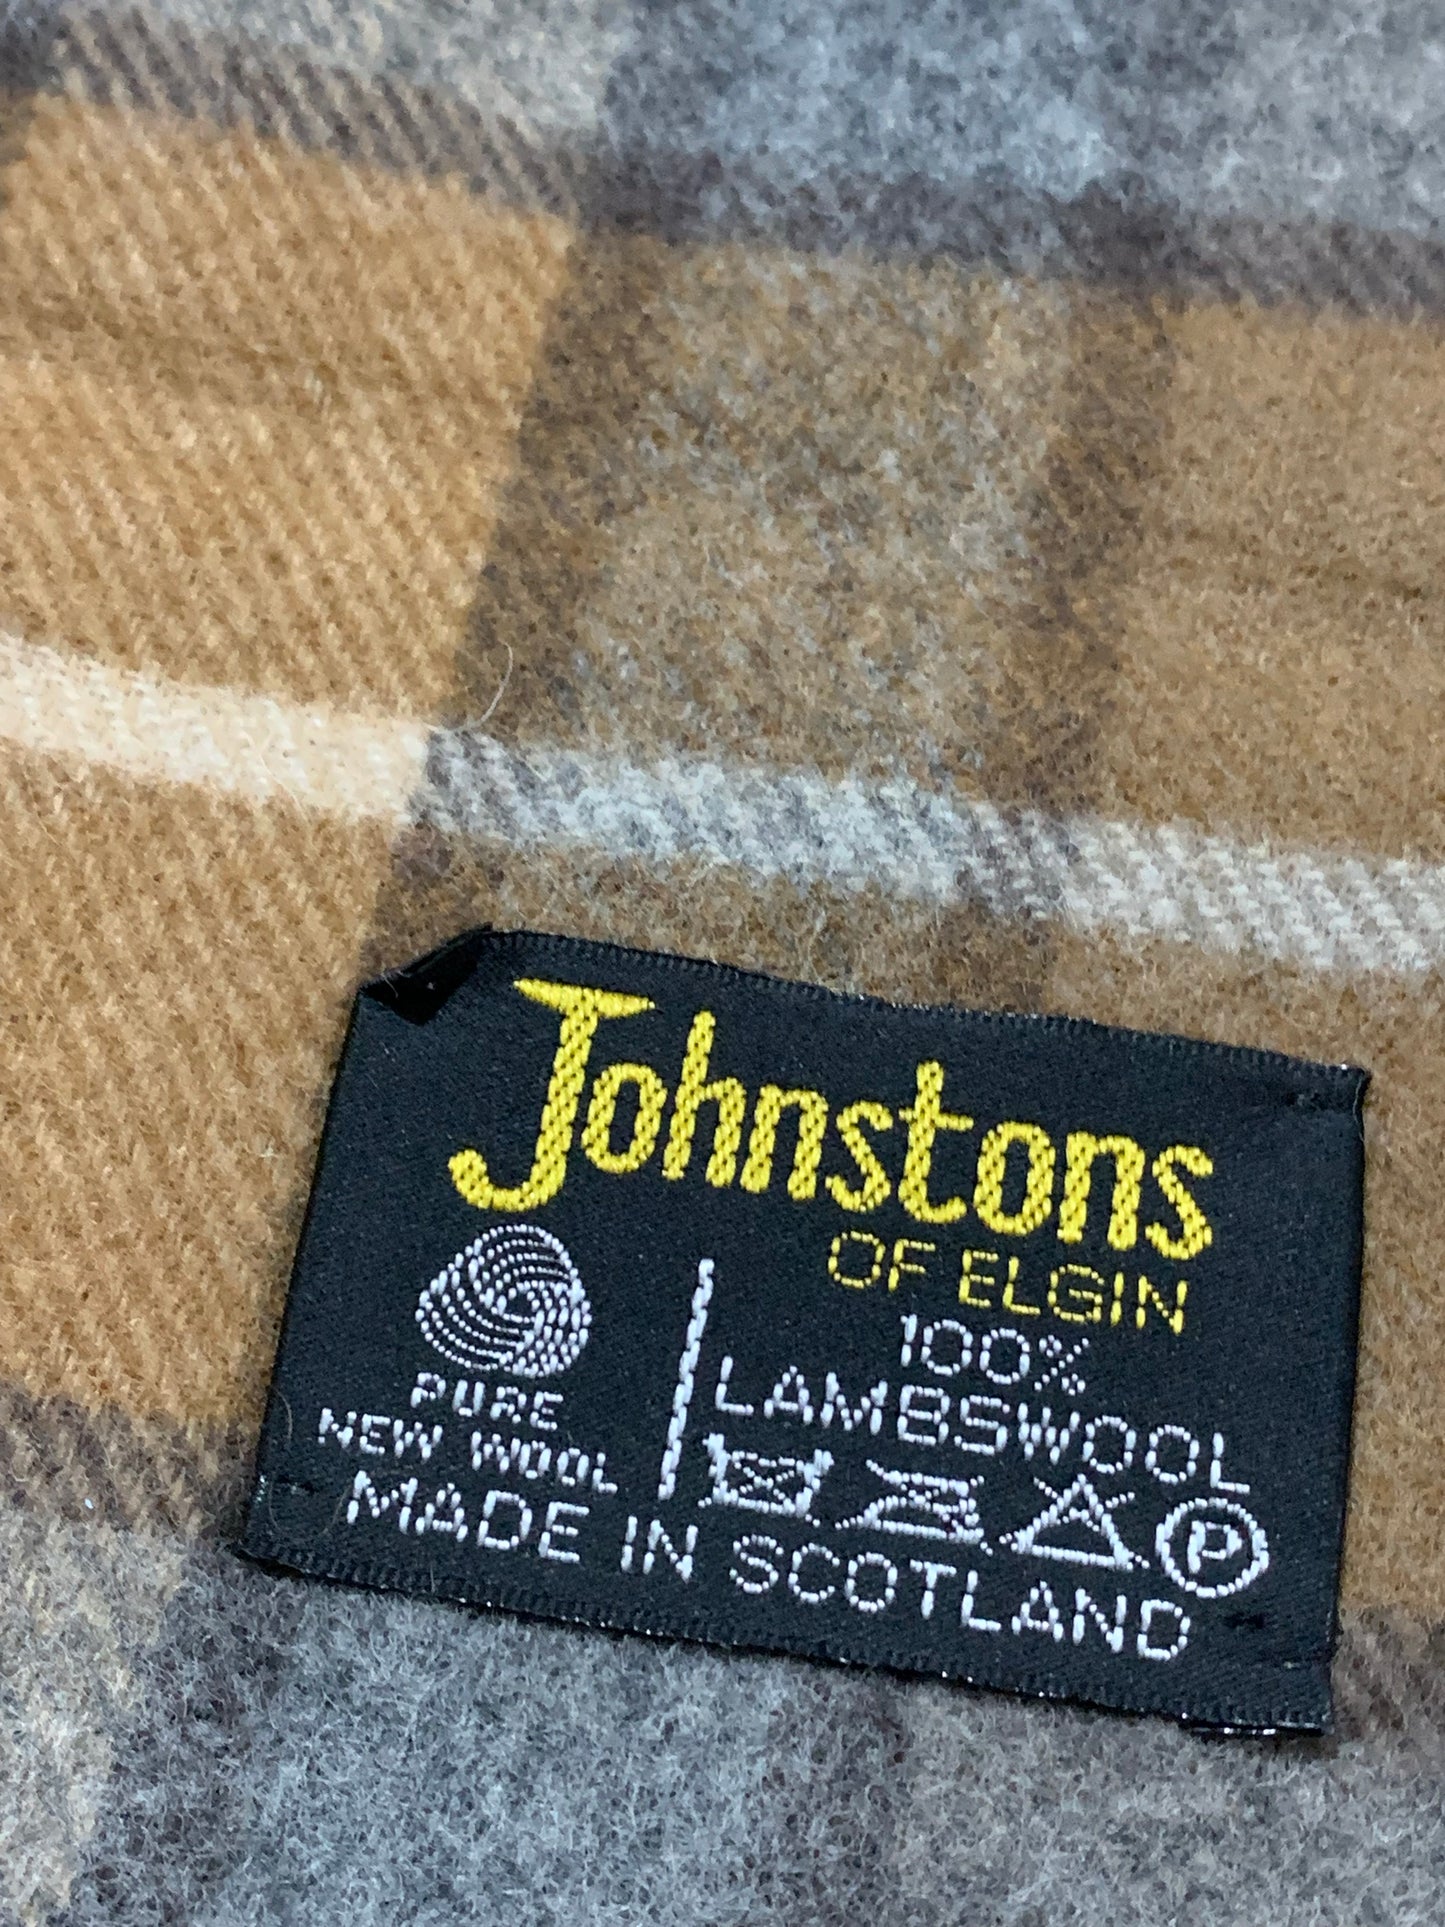 Johnstons
OF ELGIN
100%
LAMBSWOOL
PURE
NEW WOOL
P
MADE IN SCOTLAND